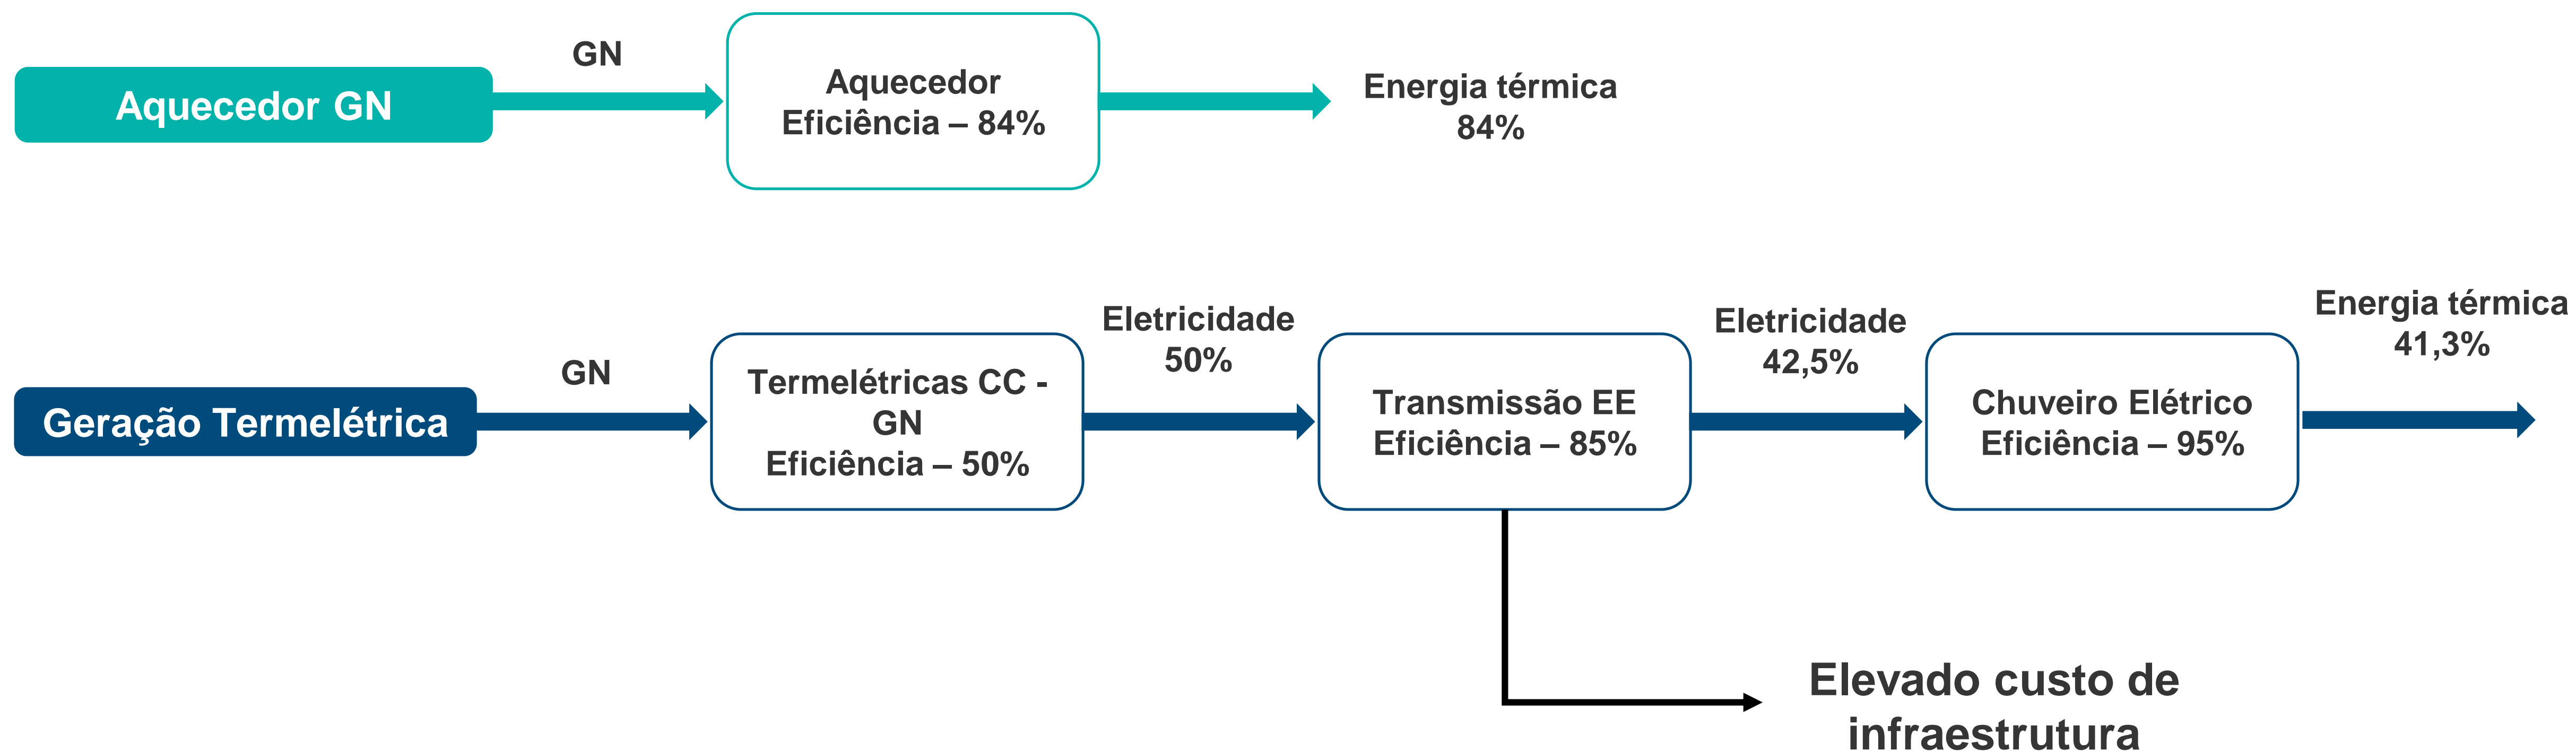 Aquecedor GN
GN
Aquecedor
Eficiência – 84%
Energia térmica
84%
Geração Termelétrica
GN
Termelétricas CC -
GN
Eficiência – 50%
Eletricidade
50%
Transmissão EE
Eficiência – 85%
Eletricidade
42,5%
Chuveiro Elétrico
Eficiência – 95%
Energia térmica
41,3%
Elevado custo de
infraestrutura